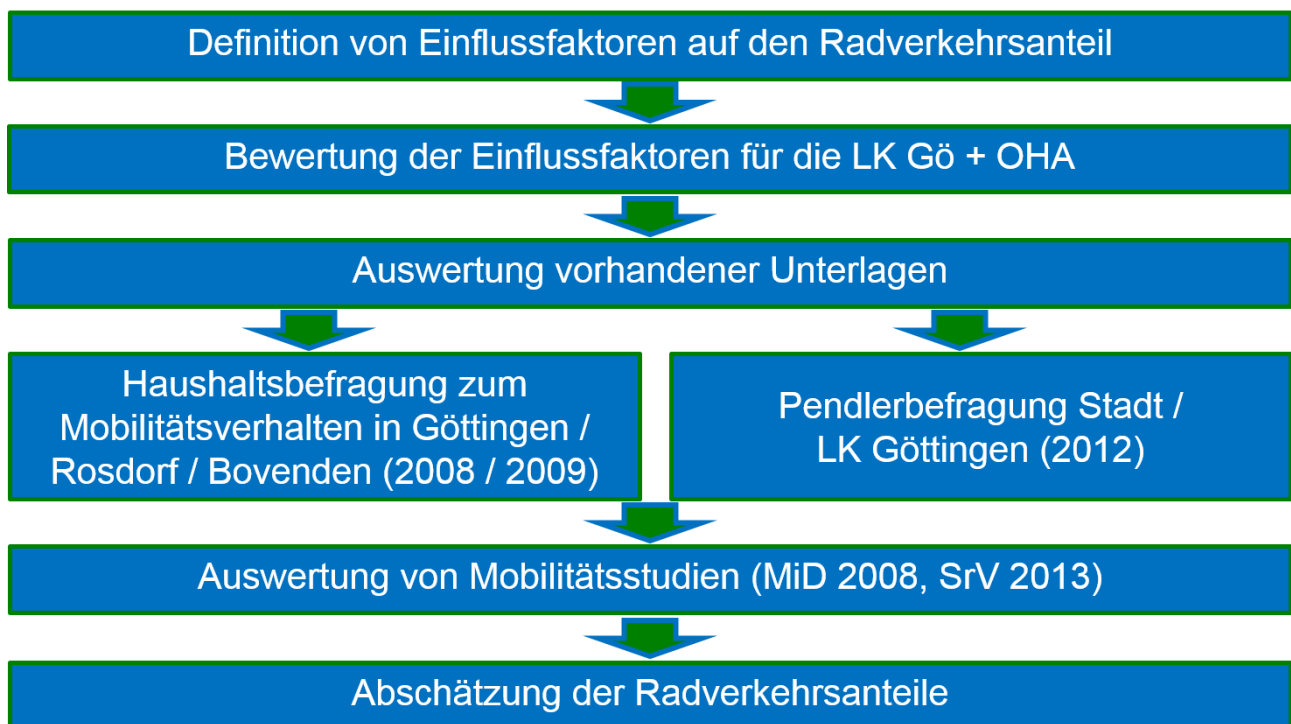 Definition von Einflussfaktoren auf den Radverkehrsanteil
Bewertung der Einflussfaktoren für die LK Gö + OHA
Auswertung vorhandener Unterlagen
Haushaltsbefragung zum
Mobilitätsverhalten in Göttingen /
Rosdorf / Bovenden (2008 / 2009)
Pendlerbefragung Stadt /
LK Göttingen (2012)
Auswertung von Mobilitätsstudien (MiD 2008, SrV 2013)
Abschätzung der Radverkehrsanteile